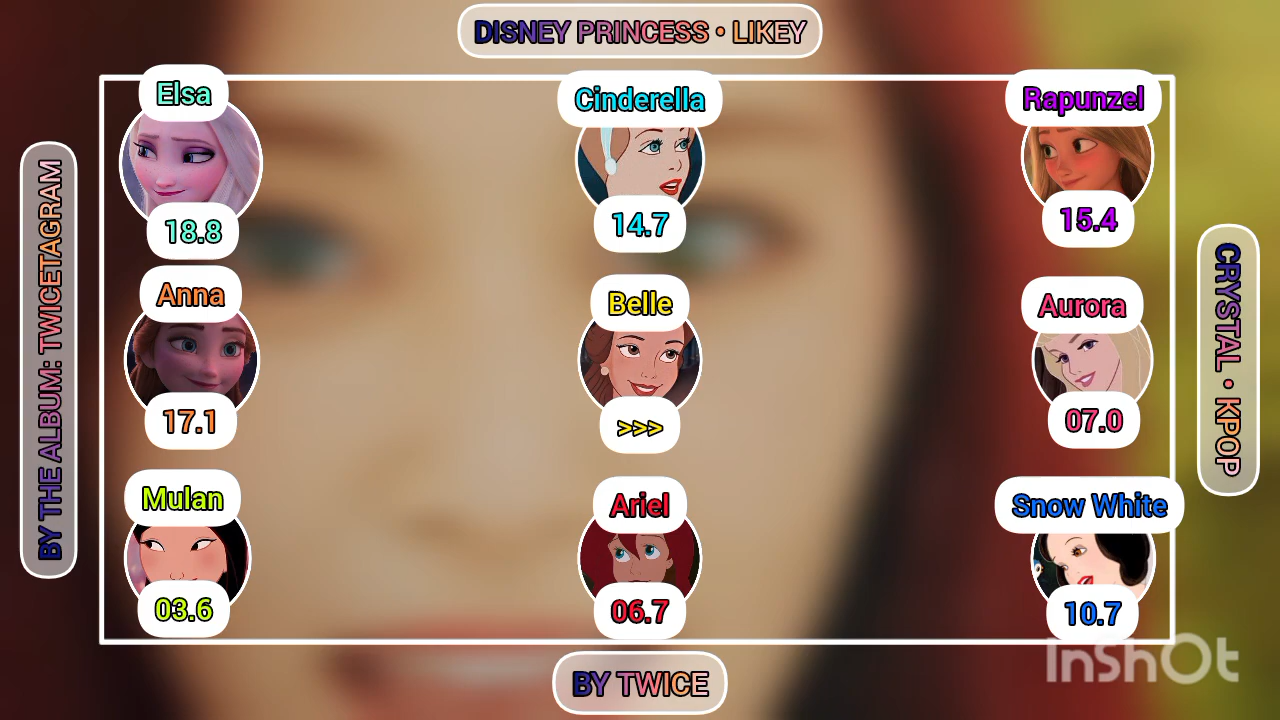 DISNEY PRINCESS • LIKEY
BY THE ALBUM: TWICETAGRAM
Elsa
18.8
Cinderella
14.7
Rapunzel
15.4
Anna
17.1
Belle
>>>
Aurora
07.0
Mulan
03.6
Ariel
06.7
Snow White
10.7
CRYSTAL • KPOP
BY TWICE
InShOt